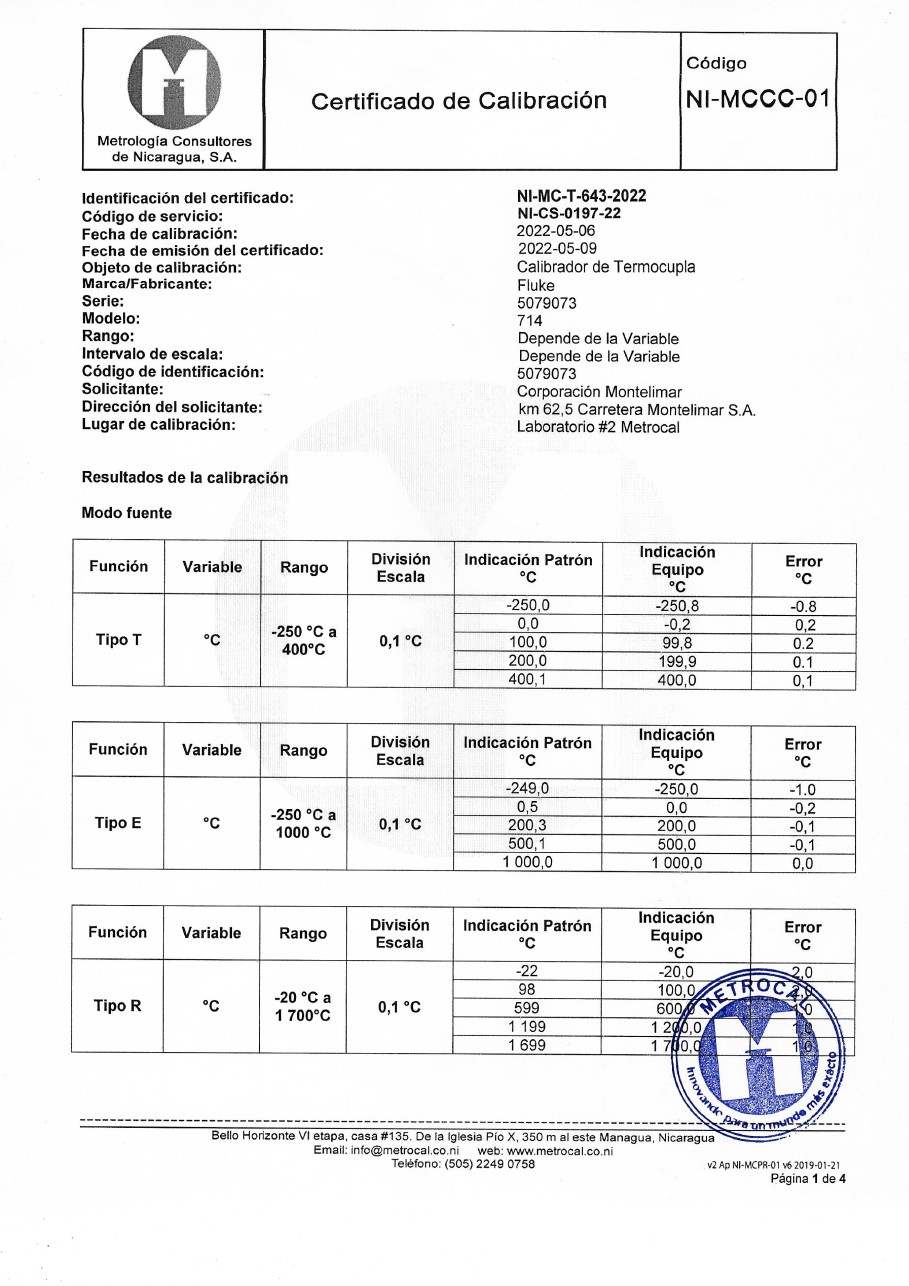 Metrología Consultores
de Nicaragua, S.A.
Certificado de Calibración
Código
NI-MCCC-01
Identificación del certificado: NI-MC-T-643-2022
Código de servicio: NI-CS-0197-22
Fecha de calibración: 2022-05-06
Fecha de emisión del certificado: 2022-05-09
Objeto de calibración: Calibrador de Termocupla
Marca/Fabricante: Fluke
Serie: 5079073
Modelo: 714
Rango: Depende de la Variable
Intervalo de escala: Depende de la Variable
Código de identificación: 5079073
Solicitante: Corporación Montelimar
Dirección del solicitante: km 62,5 Carretera Montelimar S.A.
Lugar de calibración: Laboratorio #2 Metrocal
Resultados de la calibración
Modo fuente
Función Variable Rango División Escala Indicación Patrón °C Indicación Equipo °C Error °C
Tipo T °C -250 °C a 400°C 0,1 °C
-250,0 -250,8 -0.8
0,0 -0,2 0,2
100,0 99,8 0.2
200,0 199,9 0.1
400,1 400,0 0,1
Función Variable Rango División Escala Indicación Patrón °C Indicación Equipo °C Error °C
Tipo E °C -250 °C a 1000 °C 0,1 °C
-249,0 -250,0 -1.0
0,5 0,0 -0,2
200,3 200,0 -0,1
500,1 500,0 -0,1
1 000,0 1 000,0 0,0
Función Variable Rango División Escala Indicación Patrón °C Indicación Equipo °C Error °C
Tipo R °C -20 °C a 1 700°C 0,1 °C
-22 -20,0 2,0
98 100,0 2,0
599 600,0 1,0
1 199 1 200,0 1,0
1 699 1 700,0 1,0
METROCAL
Innovando para un mundo más exacto
Bello Horizonte VI etapa, casa #135. De la Iglesia Pío X, 350 m al este Managua, Nicaragua
Email: info@metrocal.co.ni web: www.metrocal.co.ni
Teléfono: (505) 2249 0758
v2 Ap NI-MCPR-01 v6 2019-01-21
Página 1 de 4